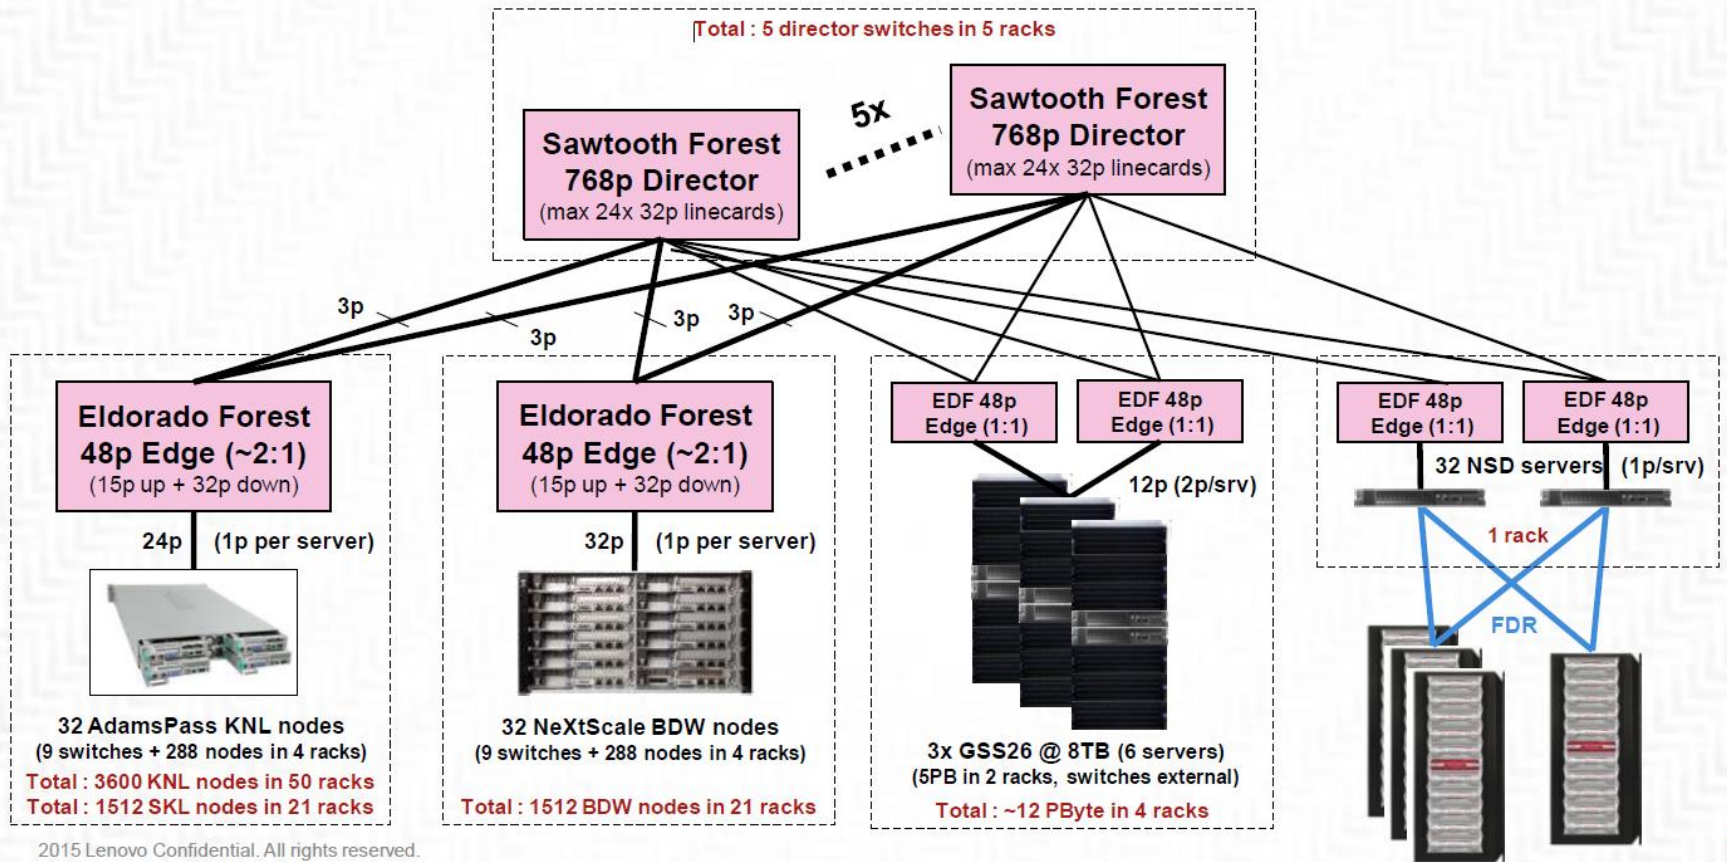 Total : 5 director switches in 5 racks
Sawtooth Forest
768p Director
(max 24x 32p linecards)
5x
Sawtooth Forest
768p Director
(max 24x 32p linecards)
3p
3p
3p
3p
Eldorado Forest
48p Edge (~2:1)
(15p up + 32p down)
24p (1p per server)
32 AdamsPass KNL nodes
(9 switches + 288 nodes in 4 racks)
Total : 3600 KNL nodes in 50 racks
Total : 1512 SKL nodes in 21 racks
Eldorado Forest
48p Edge (~2:1)
(15p up + 32p down)
32p (1p per server)
32 NeXtScale BDW nodes
(9 switches + 288 nodes in 4 racks)
Total : 1512 BDW nodes in 21 racks
EDF 48p
Edge (1:1)
EDF 48p
Edge (1:1)
12p (2p/srv)
3x GSS26 @ 8TB (6 servers)
(5PB in 2 racks, switches external)
Total : ~12 PByte in 4 racks
EDF 48p
Edge (1:1)
EDF 48p
Edge (1:1)
32 NSD servers (1p/srv)
1 rack
FDR
2015 Lenovo Confidential. All rights reserved.